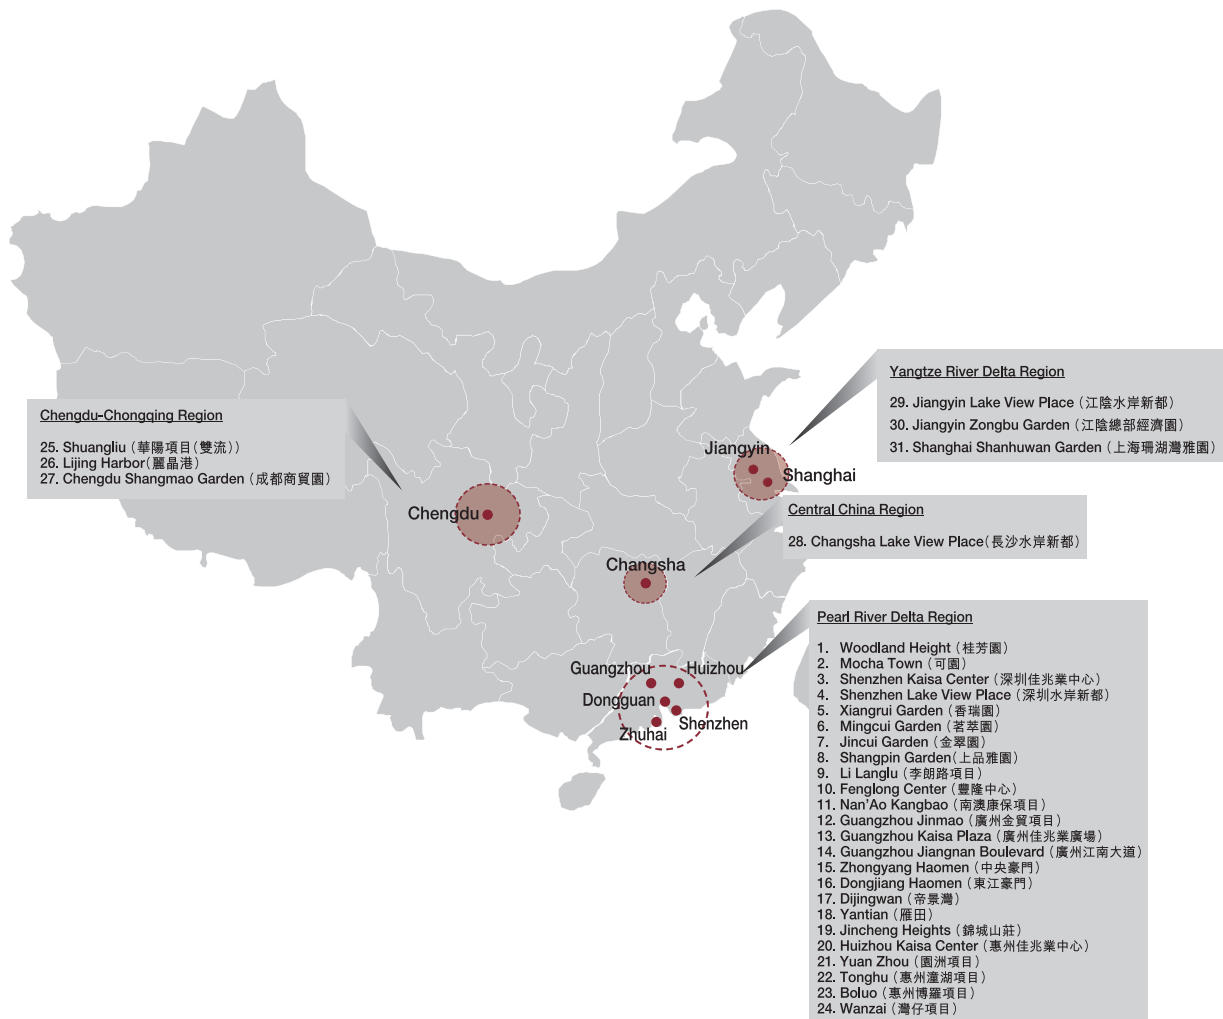 Yangtze River Delta Region
29. Jiangyin Lake View Place (江陰水岸新都)
30. Jiangyin Zongbu Garden (江陰總部經濟園)
31. Shanghai Shanhuwan Garden (上海珊湖灣雅園)
Chengdu-Chongqing Region
25. Shuangliu (華陽項目(雙流))
26. Lijing Harbor(麗晶港)
27. Chengdu Shangmao Garden (成都商貿園)
Jiangyin
Shanghai
Chengdu
Central China Region
28. Changsha Lake View Place(長沙水岸新都)
Changsha
Pearl River Delta Region
1. Woodland Height (桂芳園)
2. Mocha Town (可園)
3. Shenzhen Kaisa Center (深圳佳兆業中心)
4. Shenzhen Lake View Place (深圳水岸新都)
5. Xiangrui Garden (香瑞園)
6. Mingcui Garden (茗萃園)
7. Jincui Garden (金翠園)
8. Shangpin Garden(上品雅園)
9. Li Langlu (李朗路項目)
10. Fenglong Center (豐隆中心)
11. Nan'Ao Kangbao (南澳康保項目)
12. Guangzhou Jinmao (廣州金貿項目)
13. Guangzhou Kaisa Plaza (廣州佳兆業廣場)
14. Guangzhou Jiangnan Boulevard (廣州江南大道)
15. Zhongyang Haomen (中央豪門)
16. Dongjiang Haomen (東江豪門)
17. Dijingwan (帝景灣)
18. Yantian (雁田)
19. Jincheng Heights (錦城山莊)
20. Huizhou Kaisa Center (惠州佳兆業中心)
21. Yuan Zhou (園洲項目)
22. Tonghu (惠州潼湖項目)
23. Boluo (惠州博羅項目)
24. Wanzai (灣仔項目)
Guangzhou
Huizhou
Dongguan
Shenzhen
Zhuhai